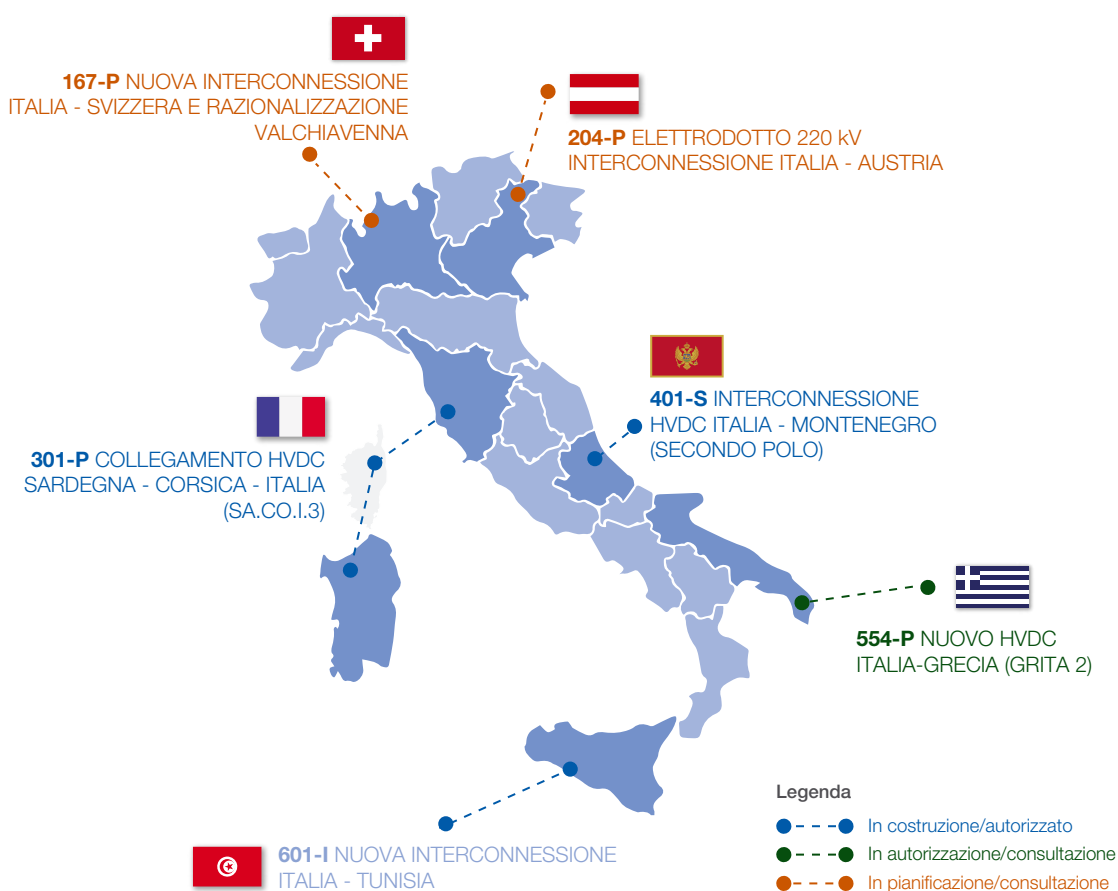 167-P NUOVA INTERCONNESSIONE
ITALIA - SVIZZERA E RAZIONALIZZAZIONE
VALCHIAVENNA
204-P ELETTRODOTTO 220 kV
INTERCONNESSIONE ITALIA - AUSTRIA
401-S INTERCONNESSIONE
HVDC ITALIA - MONTENEGRO
(SECONDO POLO)
301-P COLLEGAMENTO HVDC
SARDEGNA - CORSICA - ITALIA
(SA.CO.I.3)
554-P NUOVO HVDC
ITALIA-GRECIA (GRITA 2)
601-I NUOVA INTERCONNESSIONE
ITALIA - TUNISIA
Legenda
In costruzione/autorizzato
In autorizzazione/consultazione
In pianificazione/consultazione